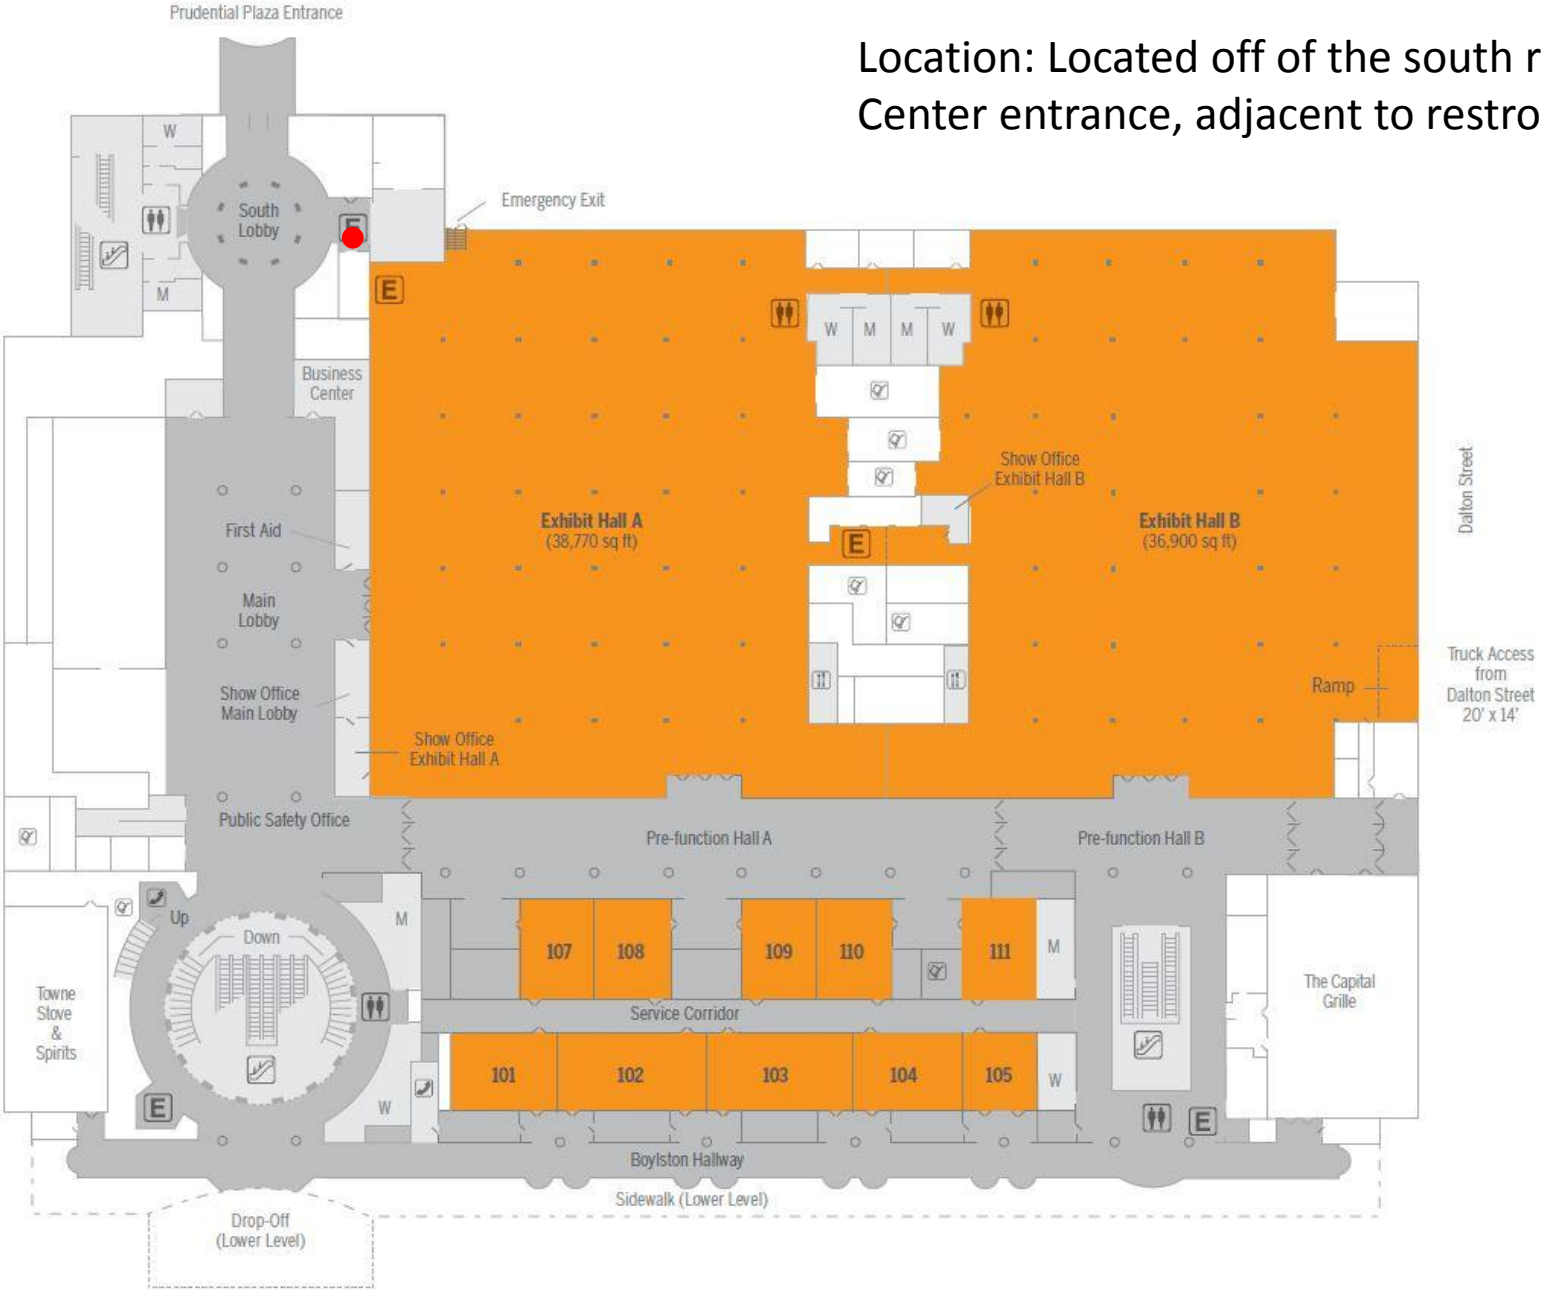 Prudential Plaza Entrance
Location: Located off of the south r
Center entrance, adjacent to restro
W
Emergency Exit
South
Lobby
E
E
M
W
M
M
W
Business
Center
Show Office
Exhibit Hall B
Dalton Street
First Aid
Exhibit Hall A
(38,770 sq ft)
Exhibit Hall B
(36,900 sq ft)
E
Main
Lobby
Truck Access
from
Dalton Street
20' x 14'
Ramp
Show Office
Main Lobby
Show Office
Exhibit Hall A
Public Safety Office
Pre-function Hall A
Pre-function Hall B
Up
Down
M
107
108
109
110
111
M
Towne
Stove
&
Spirits
The Capital
Grille
Service Corridor
101
102
103
104
105
W
W
E
E
Boylston Hallway
Sidewalk (Lower Level)
Drop-Off
(Lower Level)